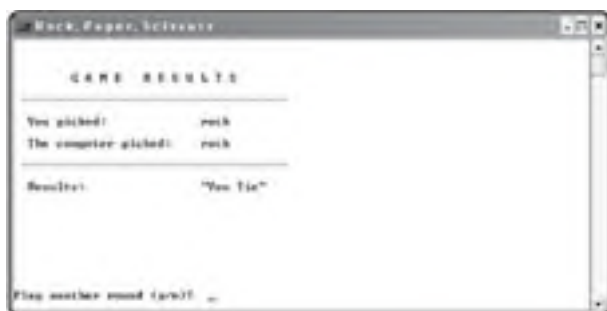 Rock, Paper, Scissors
G A M E   R E S U L T S
You picked: rock
The computer picked: rock
Results: "You Tie"
Play another round (y/n)? _